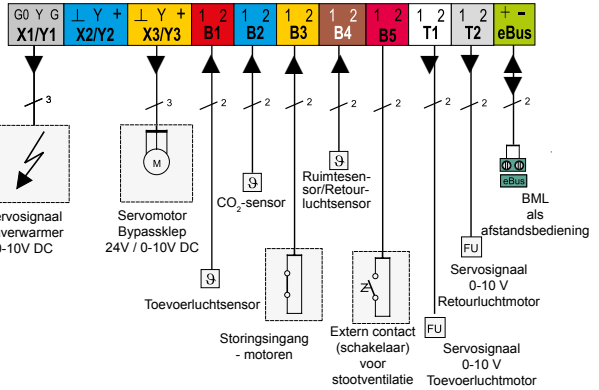 G0 Y G ⊥ Y + ⊥ Y + 1 2 1 2 1 2 1 2 1 2 1 2 1 2 + -
X1/Y1 X2/Y2 X3/Y3 B1 B2 B3 B4 B5 T1 T2 eBus
3 3 2 2 2 2 2 2 2 2
M
ϑ
ϑ
ϑ
eBus
FU
FU
rvosignaal
verwarmer
0-10V DC
Servomotor
Bypassklep
24V / 0-10V DC
Toevoerluchtsensor
CO2-sensor
Storingsingang
- motoren
Ruimtesen-
sor/Retour-
luchtsensor
Extern contact
(schakelaar)
voor
stootventilatie
Servosignaal
0-10 V
Toevoerluchtmotor
Servosignaal
0-10 V
Retourluchtmotor
BML
als
afstandsbediening